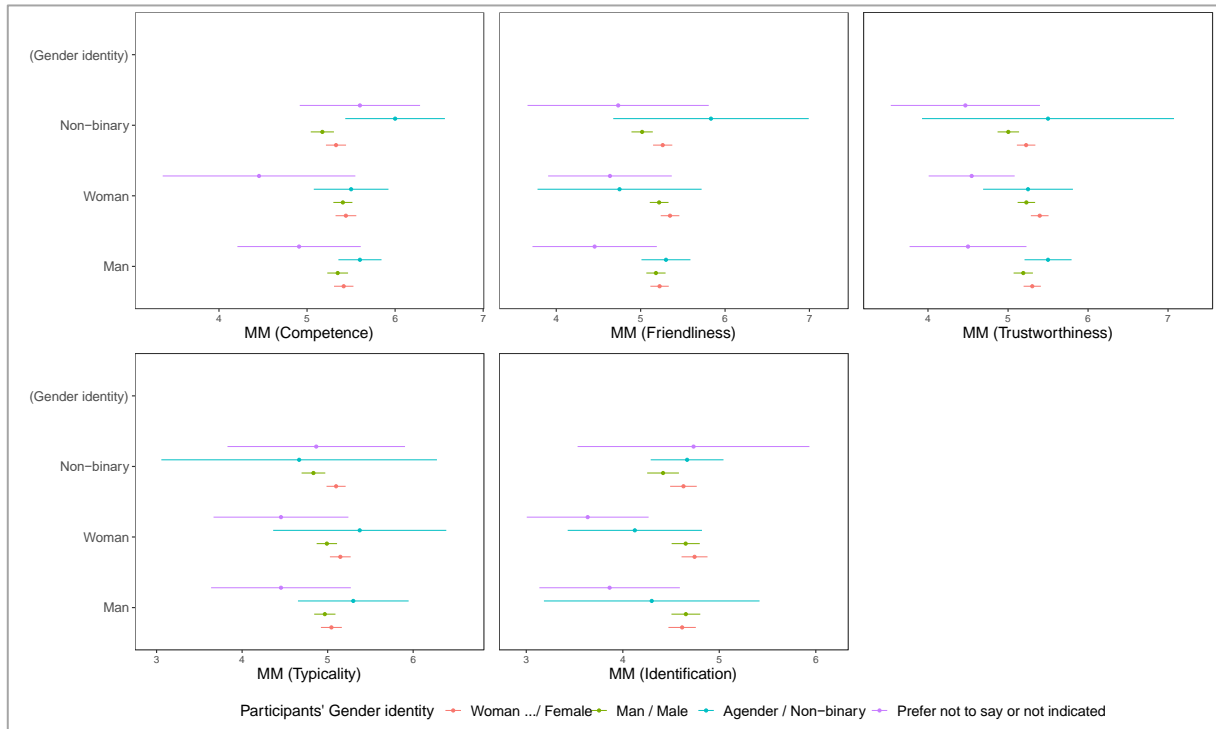 (Gender identity)
Non−binary
Woman
Man
4 5 6 7
MM (Competence)
4 5 6 7
MM (Friendliness)
4 5 6 7
MM (Trustworthiness)
(Gender identity)
Non−binary
Woman
Man
3 4 5 6
MM (Typicality)
3 4 5 6
MM (Identification)
Participants' Gender identity Woman .../ Female Man / Male Agender / Non−binary Prefer not to say or not indicated